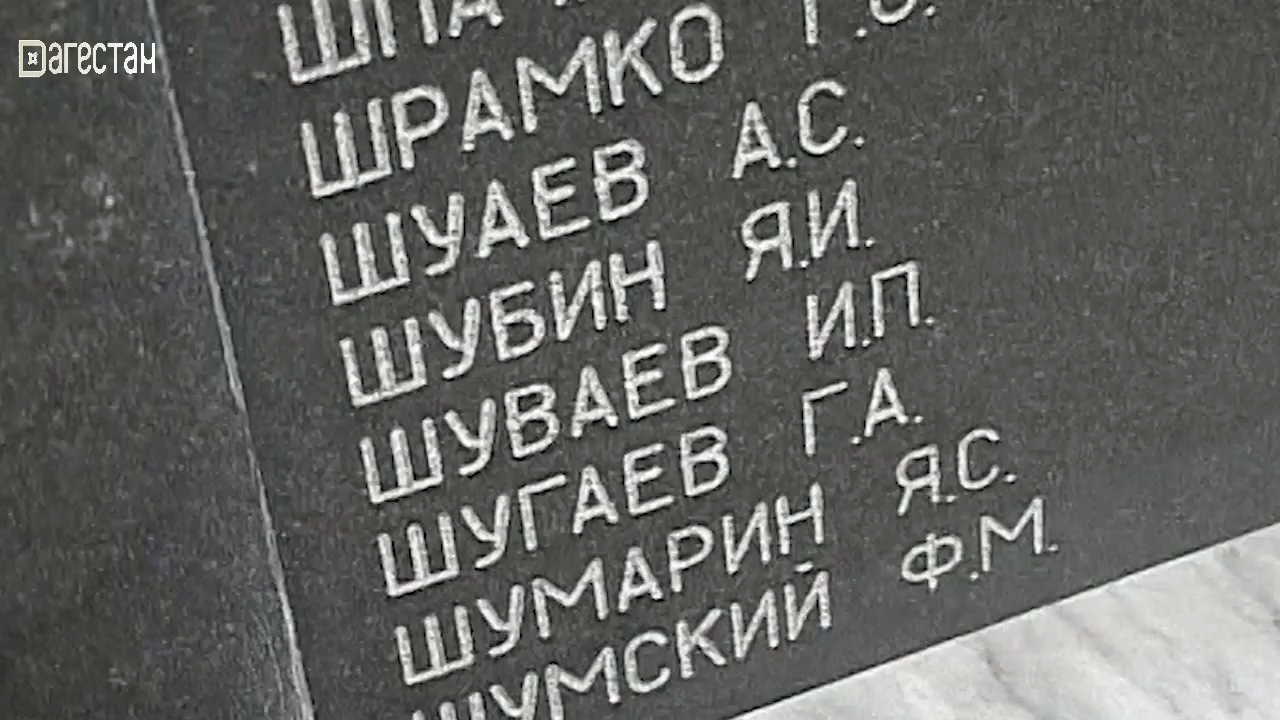 Дагестан
ШРАМКО
ШУАЕВ А.С.
ШУБИН Я.И.
ШУВАЕВ И.П.
ШУГАЕВ Г.А.
ШУМАРИН Я.С.
ШУМСКИЙ Ф.М.